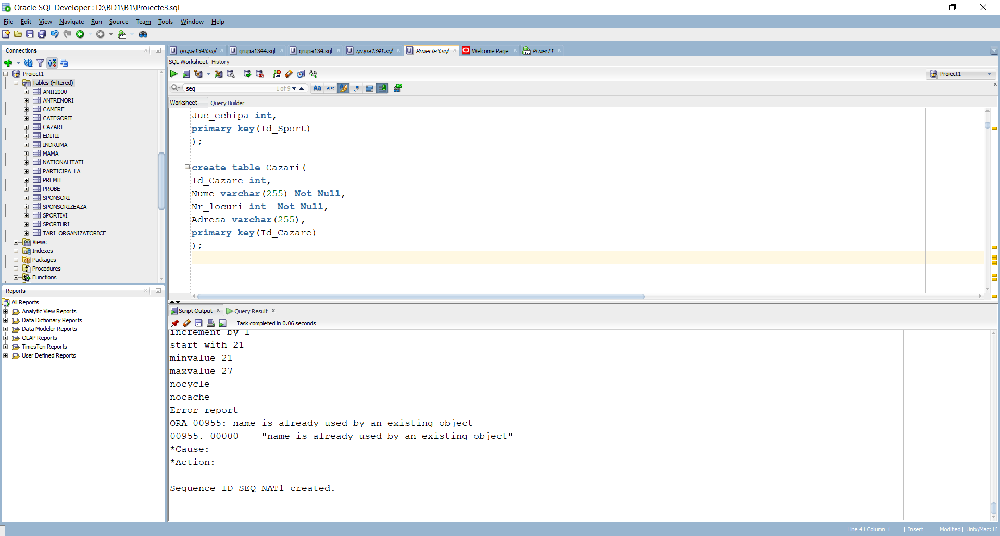 Oracle SQL Developer : D:\BD1\B1\Proiecte3.sql
File Edit View Navigate Run Source Team Tools Window Help
Connections
Proiect1
Tables (Filtered)
ANII2000
ANTRENORI
CAMERE
CATEGORII
CAZARI
EDITII
INDRUMA
MAMA
NATIONALITATI
PARTICIPA_LA
PREMII
PROBE
SPONSORI
SPONSORIZEAZA
SPORTIVI
SPORTURI
TARI_ORGANIZATORICE
Views
Indexes
Packages
Procedures
Functions
Reports
All Reports
Analytic View Reports
Data Dictionary Reports
Data Modeler Reports
OLAP Reports
TimesTen Reports
User Defined Reports
grupa1343.sql grupa1344.sql grupa134.sql grupa1341.sql Proiecte3.sql Welcome Page Proiect1
SQL Worksheet History
Proiect1
seq 1 of 9
Worksheet Query Builder
Juc_echipa int,
primary key(Id_Sport)
);
create table Cazari(
Id_Cazare int,
Nume varchar(255) Not Null,
Nr_locuri int  Not Null,
Adresa varchar(255),
primary key(Id_Cazare)
);
Script Output Query Result
Task completed in 0.06 seconds
increment by 1
start with 21
minvalue 21
maxvalue 27
nocycle
nocache
Error report -
ORA-00955: name is already used by an existing object
00955. 00000 -  "name is already used by an existing object"
*Cause:
*Action:
Sequence ID_SEQ_NAT1 created.
Line 41 Column 1 | Insert | Modified | Unix/Mac: LF